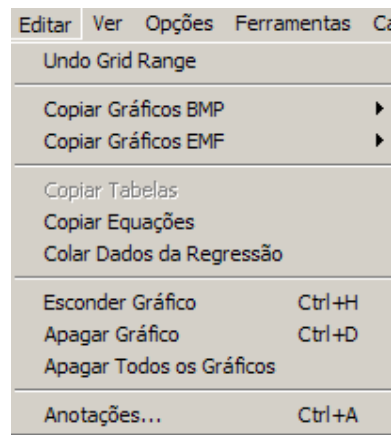 Editar Ver Opções Ferramentas
Undo Grid Range
Copiar Gráficos BMP
Copiar Gráficos EMF
Copiar Tabelas
Copiar Equações
Colar Dados da Regressão
Esconder Gráfico Ctrl+H
Apagar Gráfico Ctrl+D
Apagar Todos os Gráficos
Anotações... Ctrl+A